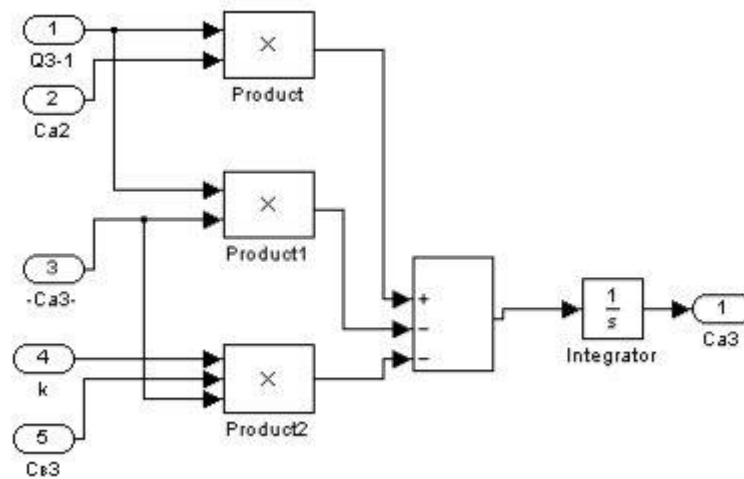 1
Q3-1
2
Ca2
×
Product
3
-Ca3-
×
Product1
4
k
5
Cв3
×
Product2
+
−
−
1
s
Integrator
1
Ca3